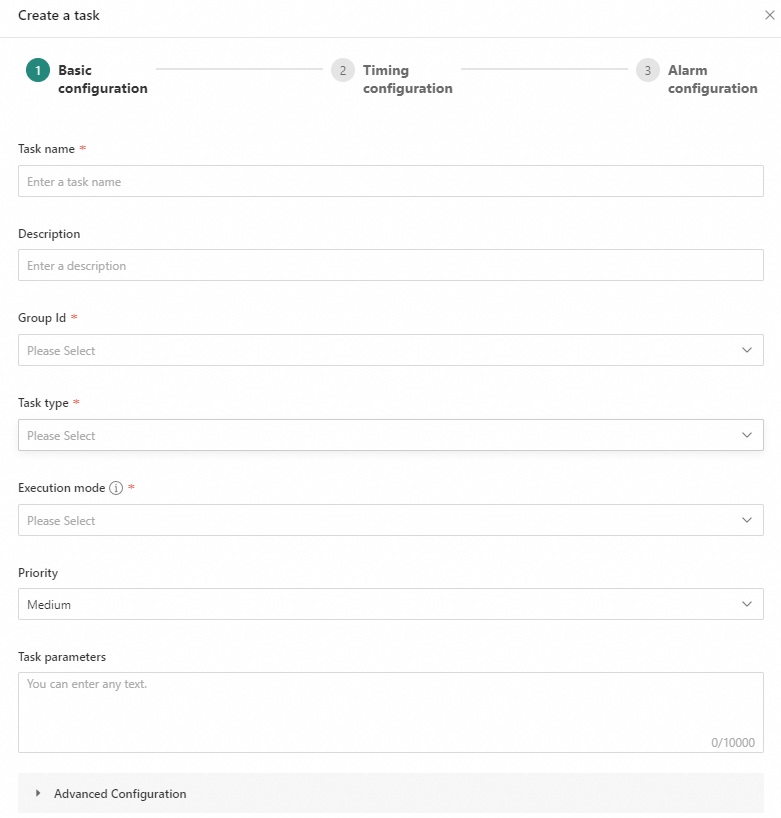 Create a task
1 Basic configuration
2 Timing configuration
3 Alarm configuration
Task name *
Enter a task name
Description
Enter a description
Group Id *
Please Select
Task type *
Please Select
Execution mode *
Please Select
Priority
Medium
Task parameters
You can enter any text.
0/10000
Advanced Configuration